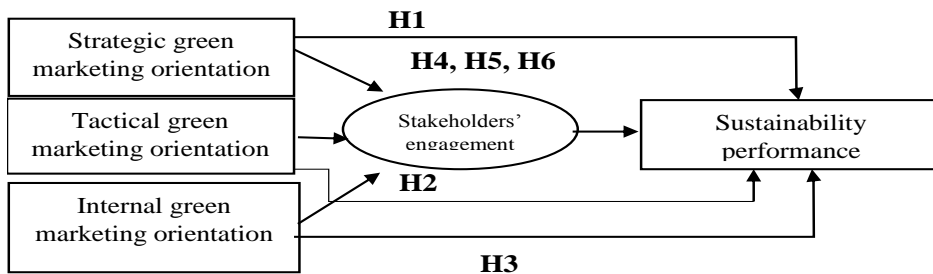 H1
Strategic green
marketing orientation
H4, H5, H6
Tactical green
marketing orientation
Stakeholders’
engagement
Sustainability
performance
H2
Internal green
marketing orientation
H3